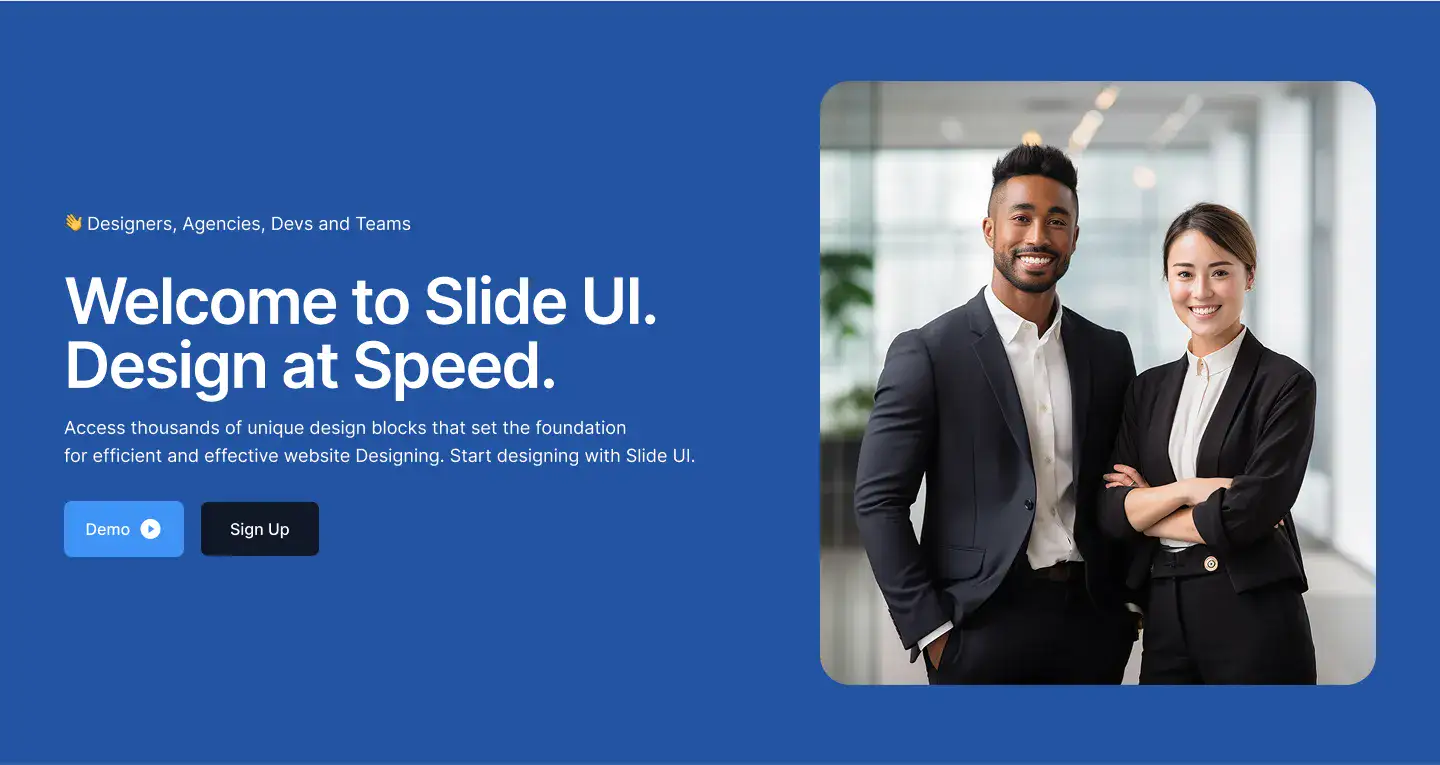 👋 Designers, Agencies, Devs and Teams
Welcome to Slide UI.
Design at Speed.
Access thousands of unique design blocks that set the foundation
for efficient and effective website Designing. Start designing with Slide UI.
Demo
Sign Up